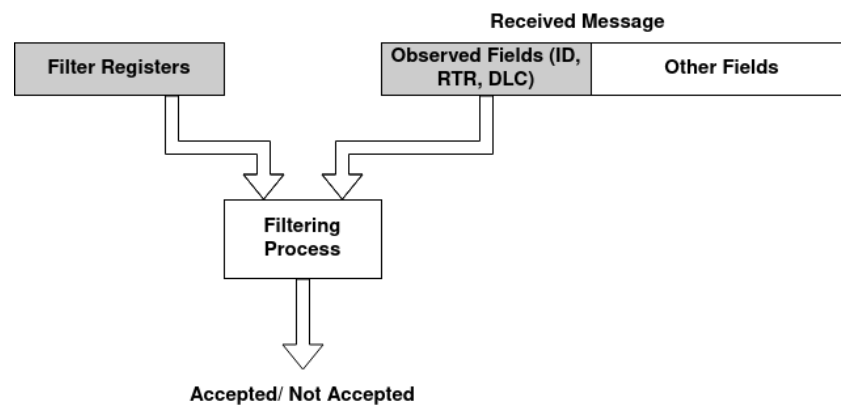 Received Message
Filter Registers
Observed Fields (ID,
RTR, DLC)
Other Fields
Filtering
Process
Accepted/ Not Accepted